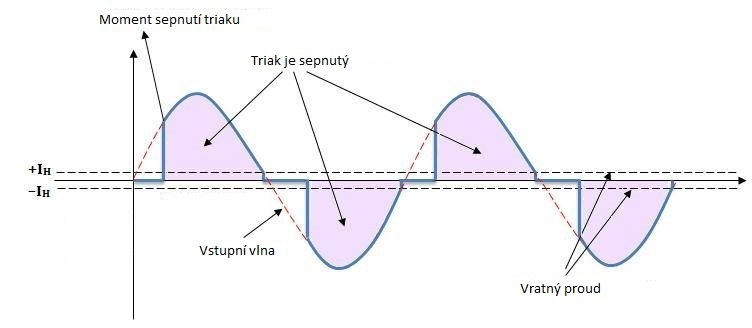 Moment sepnutí triaku
Triak je sepnutý
+IH
−IH
Vstupní vlna
Vratný proud